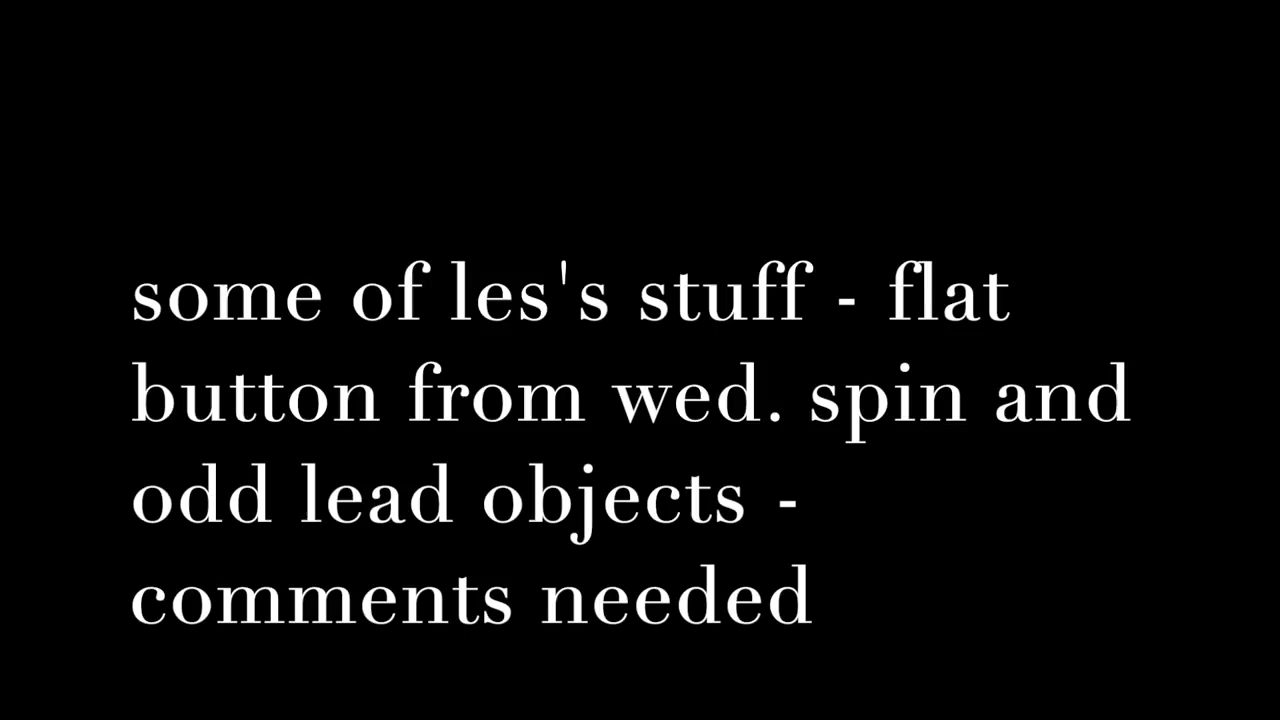 some of les's stuff - flat
button from wed. spin and
odd lead objects -
comments needed